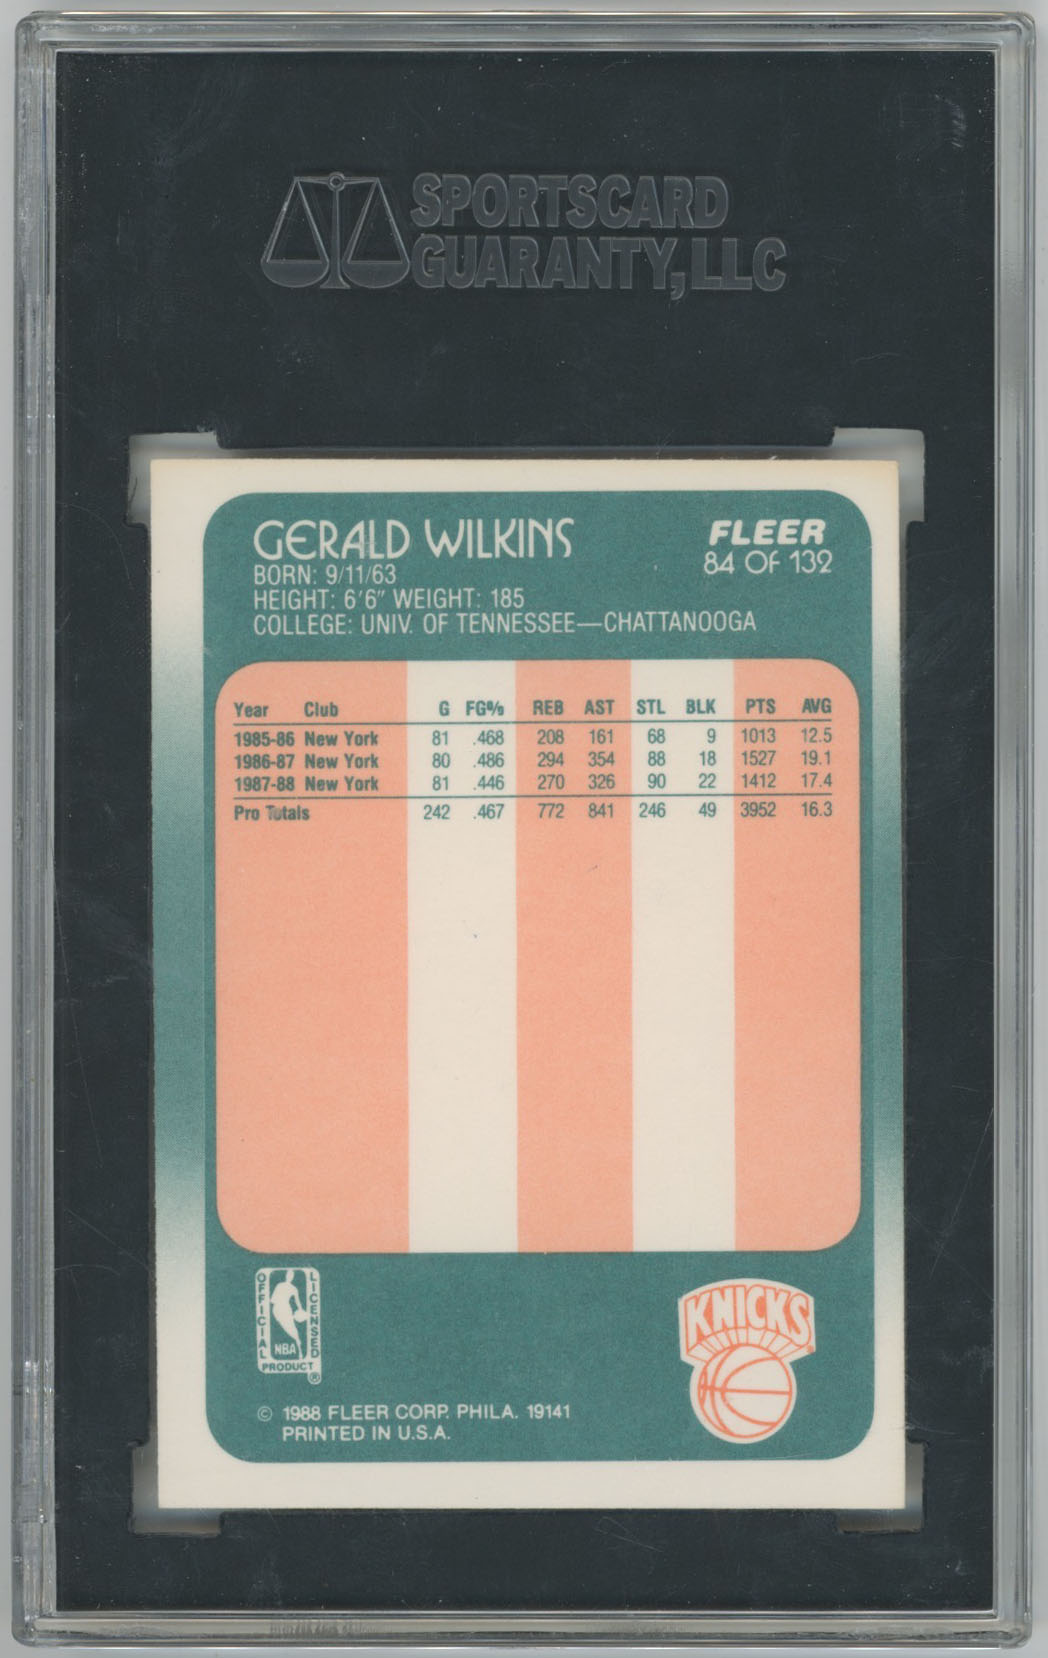 SPORTSCARD
GUARANTY, LLC
GERALD WILKINS
FLEER
84 OF 132
BORN: 9/11/63
HEIGHT: 6'6" WEIGHT: 185
COLLEGE: UNIV. OF TENNESSEE—CHATTANOOGA
Year Club G FG% REB AST STL BLK PTS AVG
1985-86 New York 81 .468 208 161 68 9 1013 12.5
1986-87 New York 80 .486 294 354 88 18 1527 19.1
1987-88 New York 81 .446 270 326 90 22 1412 17.4
Pro Totals 242 .467 772 841 246 49 3952 16.3
OFFICIAL LICENSED
NBA
PRODUCT ®
KNICKS
© 1988 FLEER CORP. PHILA. 19141
PRINTED IN U.S.A.